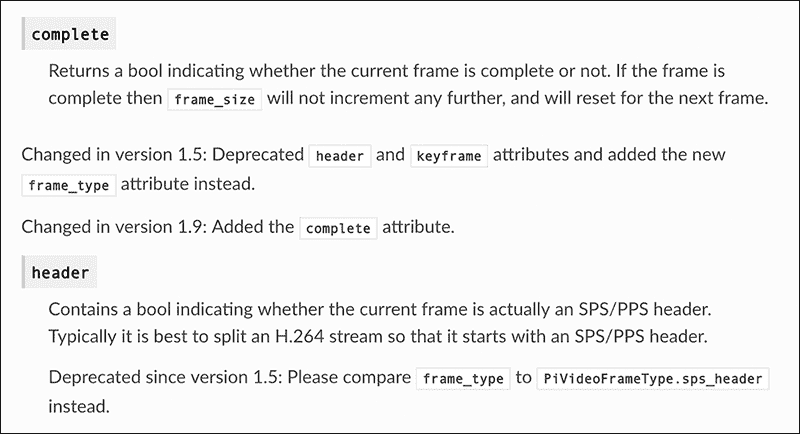 complete
Returns a bool indicating whether the current frame is complete or not. If the frame is
complete then frame_size will not increment any further, and will reset for the next frame.
Changed in version 1.5: Deprecated header and keyframe attributes and added the new
frame_type attribute instead.
Changed in version 1.9: Added the complete attribute.
header
Contains a bool indicating whether the current frame is actually an SPS/PPS header.
Typically it is best to split an H.264 stream so that it starts with an SPS/PPS header.
Deprecated since version 1.5: Please compare frame_type to PiVideoFrameType.sps_header
instead.